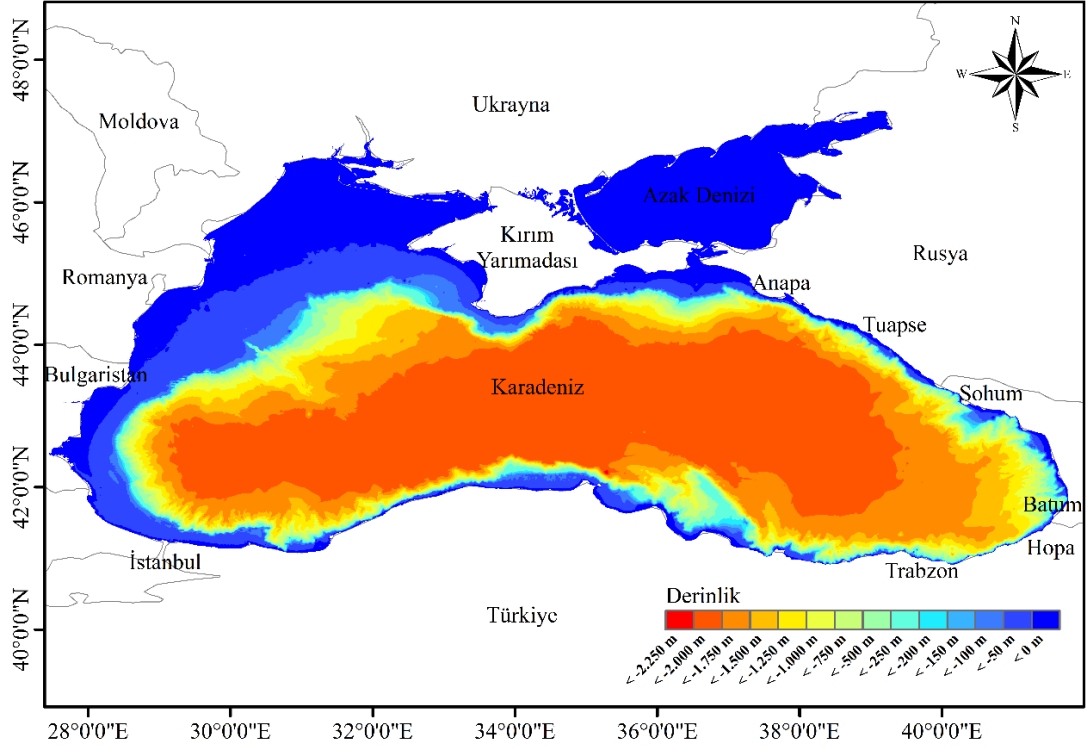 N
W
E
S
48°0'0"N
46°0'0"N
44°0'0"N
42°0'0"N
40°0'0"N
Ukrayna
Moldova
Azak Denizi
Kırım
Yarımadası
Rusya
Romanya
Anapa
Tuapse
Bulgaristan
Karadeniz
Sohum
Batum
Hopa
İstanbul
Trabzon
Türkiye
Derinlik
< -2.250 m
< -2.000 m
< -1.750 m
< -1.500 m
< -1.250 m
< -1.000 m
< -750 m
< -500 m
< -250 m
< -200 m
< -150 m
< -100 m
< -50 m
< 0 m
28°0'0"E
30°0'0"E
32°0'0"E
34°0'0"E
36°0'0"E
38°0'0"E
40°0'0"E